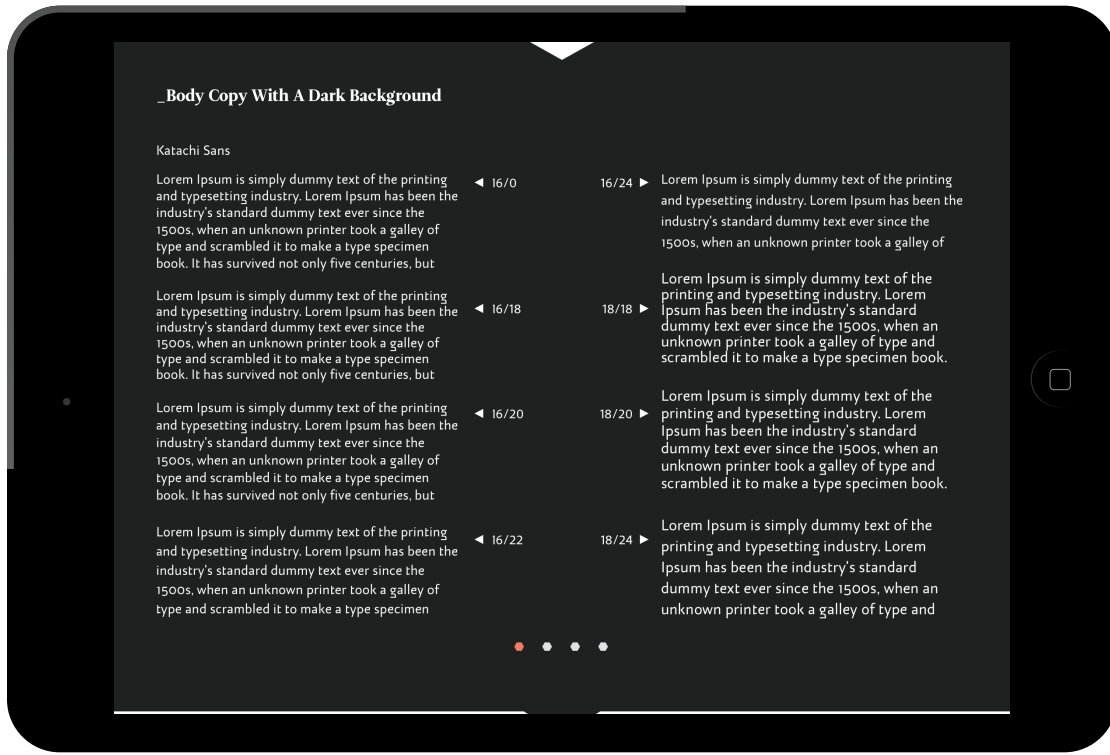 _Body Copy With A Dark Background
Katachi Sans
Lorem Ipsum is simply dummy text of the printing
and typesetting industry. Lorem Ipsum has been the
industry's standard dummy text ever since the
1500s, when an unknown printer took a galley of
type and scrambled it to make a type specimen
book. It has survived not only five centuries, but
16/0
Lorem Ipsum is simply dummy text of the printing
and typesetting industry. Lorem Ipsum has been the
industry's standard dummy text ever since the
1500s, when an unknown printer took a galley of
type and scrambled it to make a type specimen
book. It has survived not only five centuries, but
16/18
Lorem Ipsum is simply dummy text of the printing
and typesetting industry. Lorem Ipsum has been the
industry's standard dummy text ever since the
1500s, when an unknown printer took a galley of
type and scrambled it to make a type specimen
book. It has survived not only five centuries, but
16/20
Lorem Ipsum is simply dummy text of the printing
and typesetting industry. Lorem Ipsum has been the
industry's standard dummy text ever since the
1500s, when an unknown printer took a galley of
type and scrambled it to make a type specimen
16/22
16/24
Lorem Ipsum is simply dummy text of the printing
and typesetting industry. Lorem Ipsum has been the
industry's standard dummy text ever since the
1500s, when an unknown printer took a galley of
18/18
Lorem Ipsum is simply dummy text of the
printing and typesetting industry. Lorem
Ipsum has been the industry's standard
dummy text ever since the 1500s, when an
unknown printer took a galley of type and
scrambled it to make a type specimen book.
18/20
Lorem Ipsum is simply dummy text of the
printing and typesetting industry. Lorem
Ipsum has been the industry's standard
dummy text ever since the 1500s, when an
unknown printer took a galley of type and
scrambled it to make a type specimen book.
18/24
Lorem Ipsum is simply dummy text of the
printing and typesetting industry. Lorem
Ipsum has been the industry's standard
dummy text ever since the 1500s, when an
unknown printer took a galley of type and